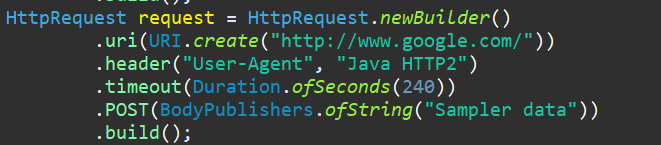 .build();
HttpRequest request = HttpRequest.newBuilder()
.uri(URI.create("http://www.google.com/"))
.header("User-Agent", "Java HTTP2")
.timeout(Duration.ofSeconds(240))
.POST(BodyPublishers.ofString("Sampler data"))
.build();